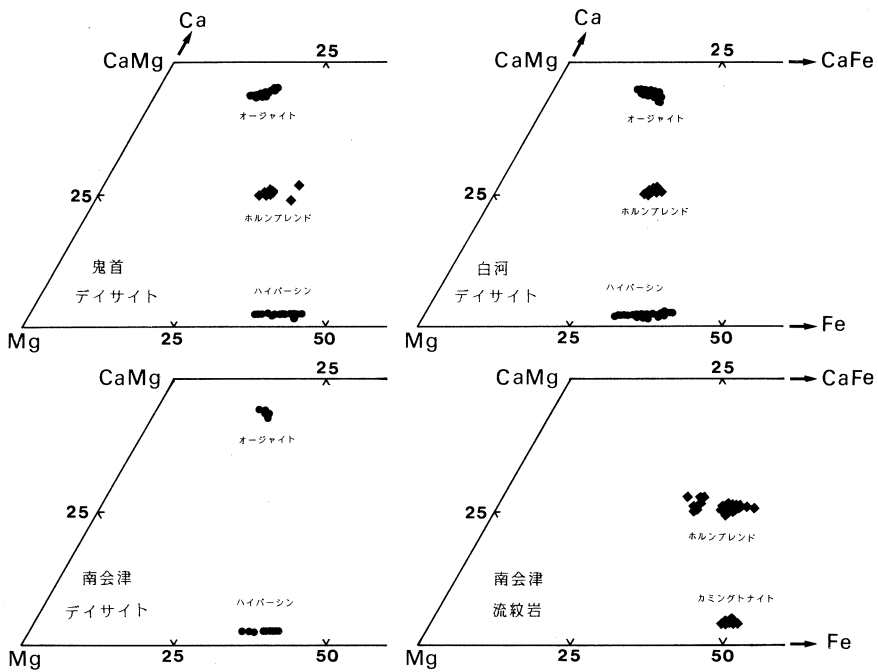 Ca
CaMg
25
オージャイト
25
ホルンブレンド
鬼首
デイサイト
ハイパーシン
Mg
25
50
Ca
CaMg
25
CaFe
オージャイト
25
ホルンブレンド
白河
デイサイト
ハイパーシン
Mg
25
50
Fe
CaMg
25
オージャイト
25
南会津
デイサイト
ハイパーシン
Mg
25
50
CaMg
25
CaFe
25
ホルンブレンド
南会津
流紋岩
カミングトナイト
Mg
25
50
Fe